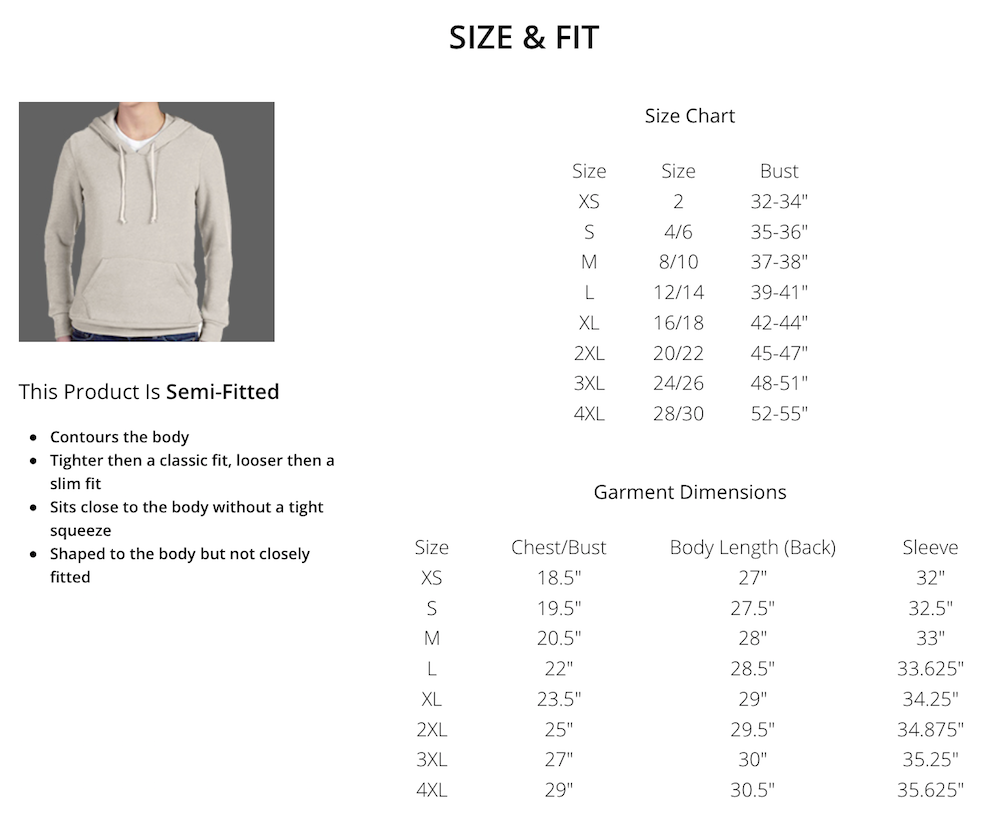 SIZE & FIT
This Product Is Semi-Fitted
Contours the body
Tighter then a classic fit, looser then a
slim fit
Sits close to the body without a tight
squeeze
Shaped to the body but not closely
fitted
Size Chart
Size Size Bust
XS 2 32-34"
S 4/6 35-36"
M 8/10 37-38"
L 12/14 39-41"
XL 16/18 42-44"
2XL 20/22 45-47"
3XL 24/26 48-51"
4XL 28/30 52-55"
Garment Dimensions
Size Chest/Bust Body Length (Back) Sleeve
XS 18.5" 27" 32"
S 19.5" 27.5" 32.5"
M 20.5" 28" 33"
L 22" 28.5" 33.625"
XL 23.5" 29" 34.25"
2XL 25" 29.5" 34.875"
3XL 27" 30" 35.25"
4XL 29" 30.5" 35.625"